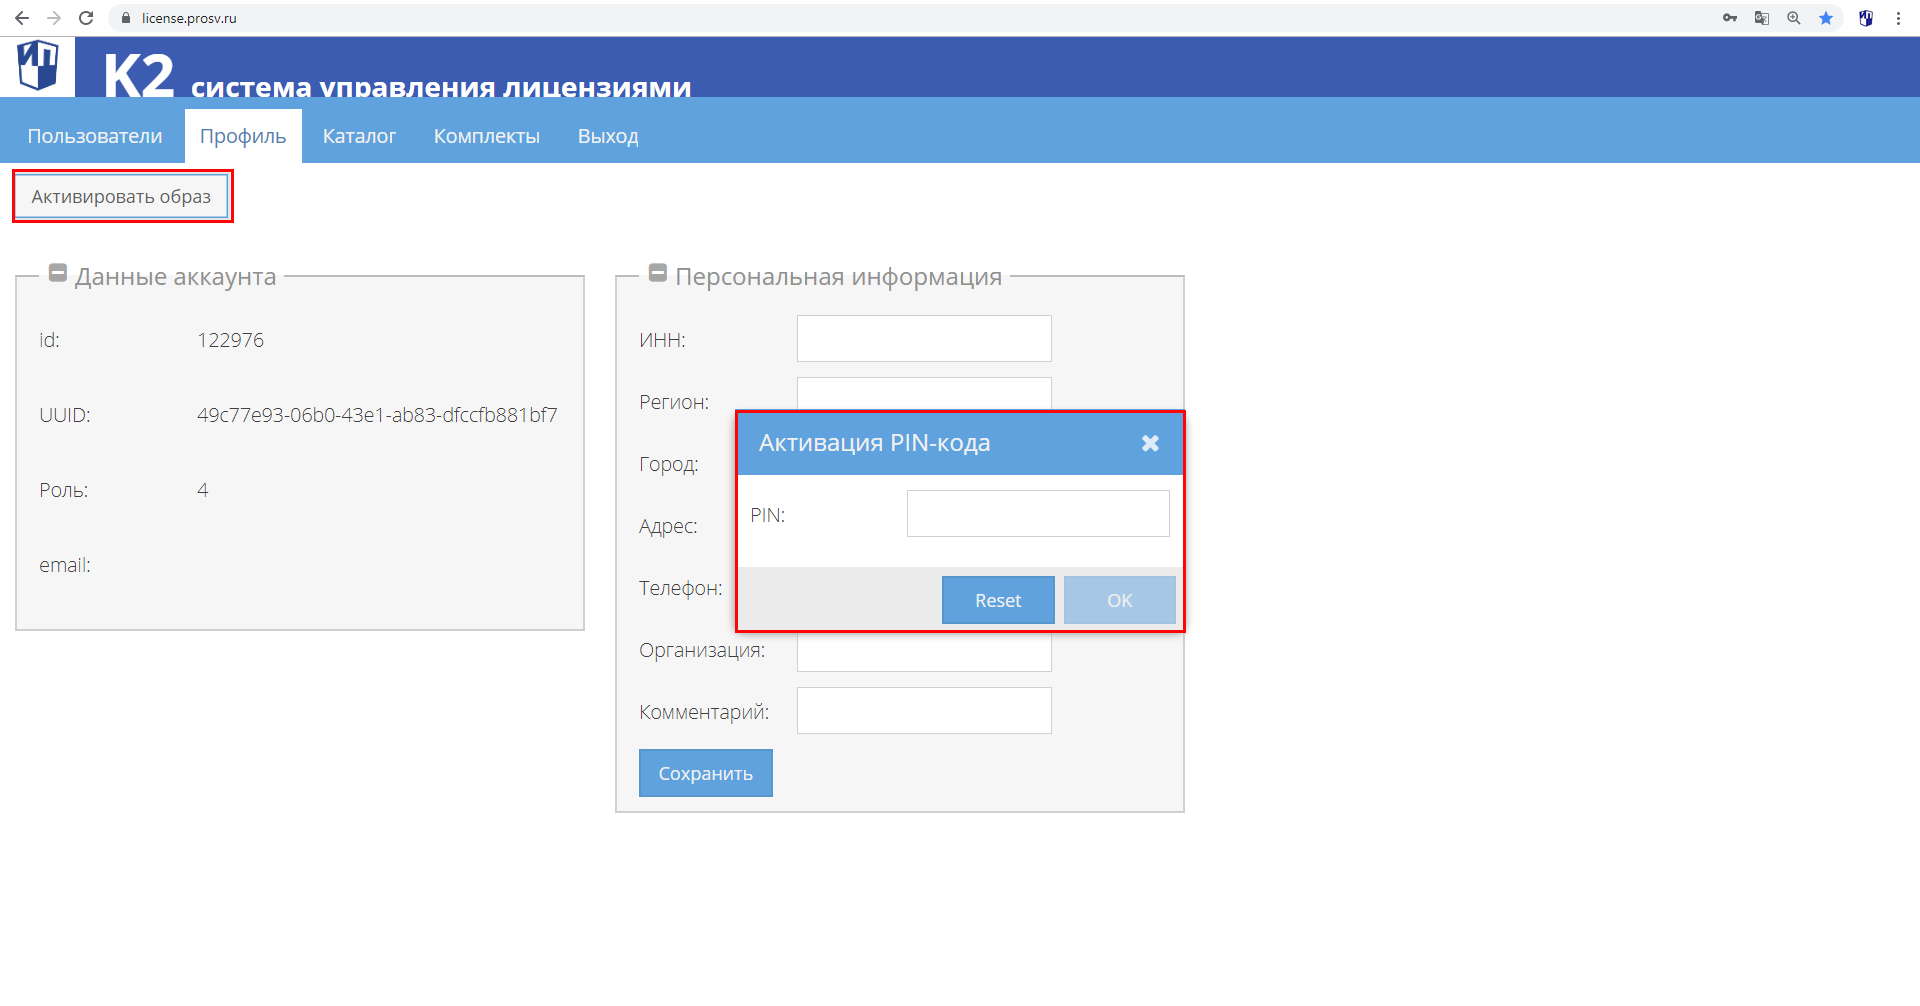 license.prosv.ru
ИП
K2 система управления лицензиями
Пользователи Профиль Каталог Комплекты Выход
Активировать образ
Данные аккаунта
id: 122976
UUID: 49c77e93-06b0-43e1-ab83-dfccfb881bf7
Роль: 4
email:
Персональная информация
ИНН:
Регион:
Город:
Адрес:
Телефон:
Организация:
Комментарий:
Сохранить
Активация PIN-кода
PIN:
Reset OK